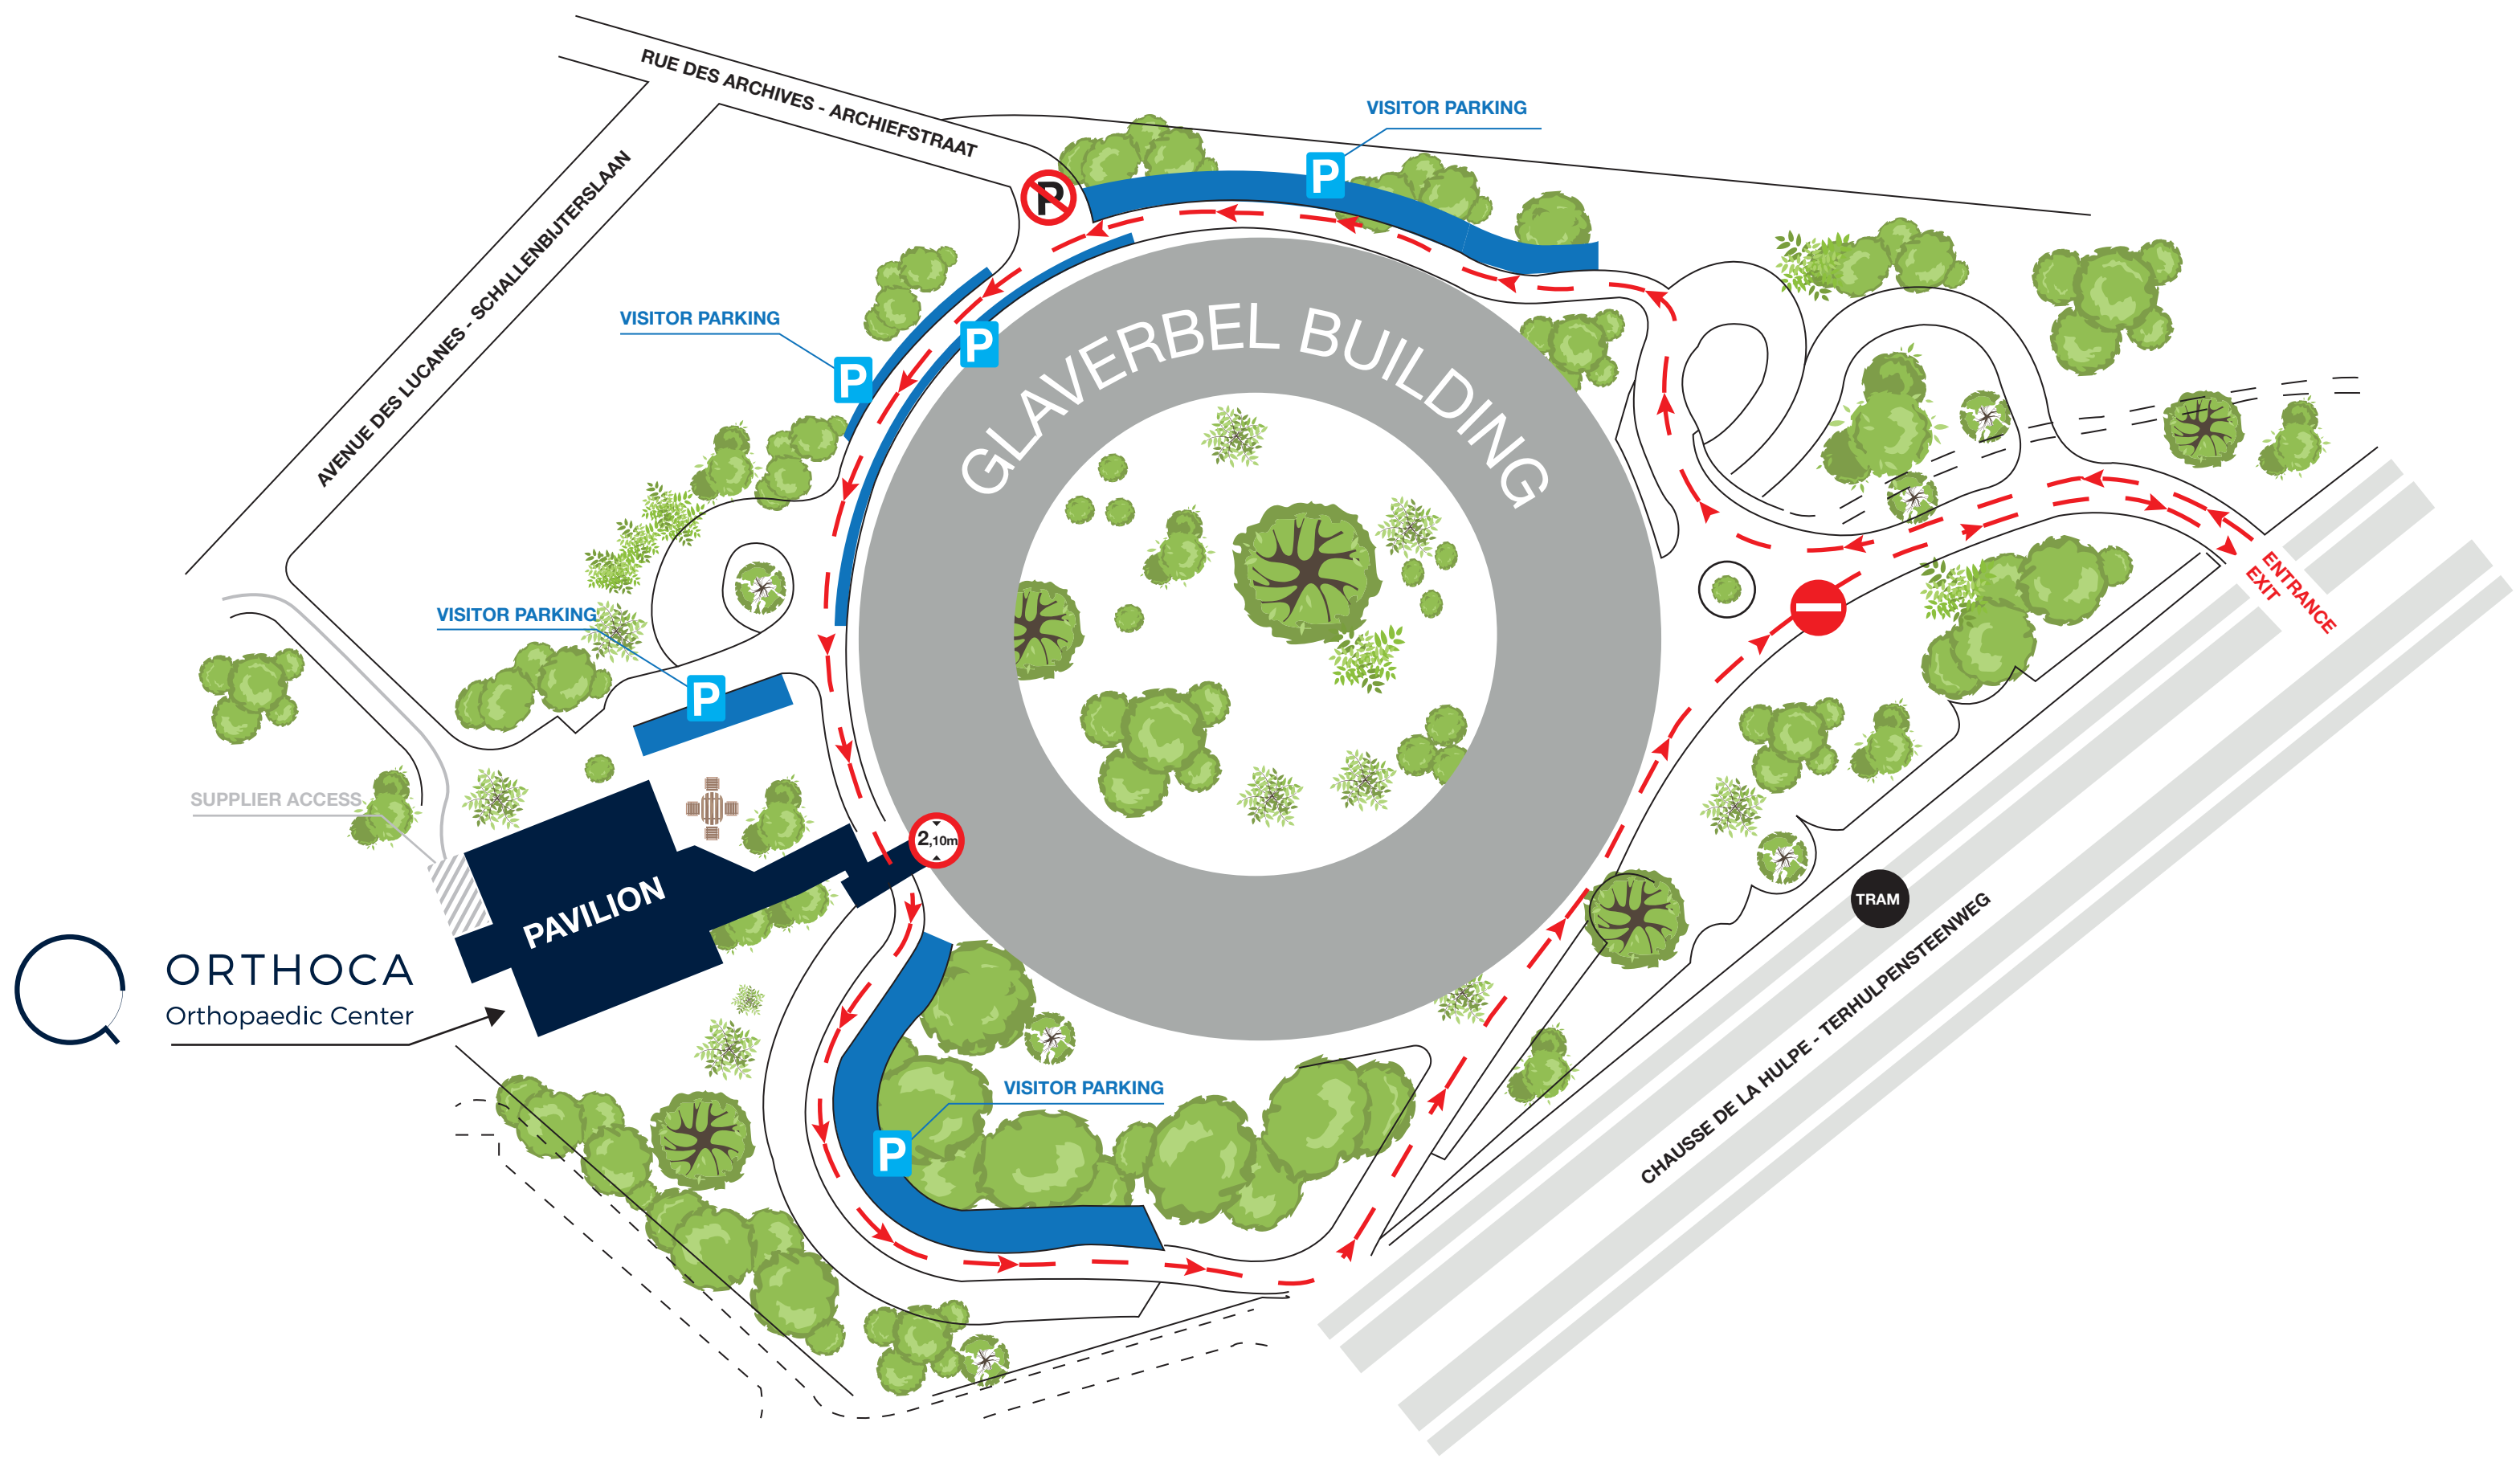 RUE DES ARCHIVES - ARCHIEFSTRAAT
VISITOR PARKING
P
P
AVENUE DES LUCANES - SCHALLENBIJTERSLAAN
VISITOR PARKING
P
P
GLAVERBEL BUILDING
VISITOR PARKING
P
ENTRANCE
EXIT
SUPPLIER ACCESS
2,10m
PAVILION
TRAM
ORTHOCA
Orthopaedic Center
CHAUSSE DE LA HULPE - TERHULPENSTEENWEG
VISITOR PARKING
P